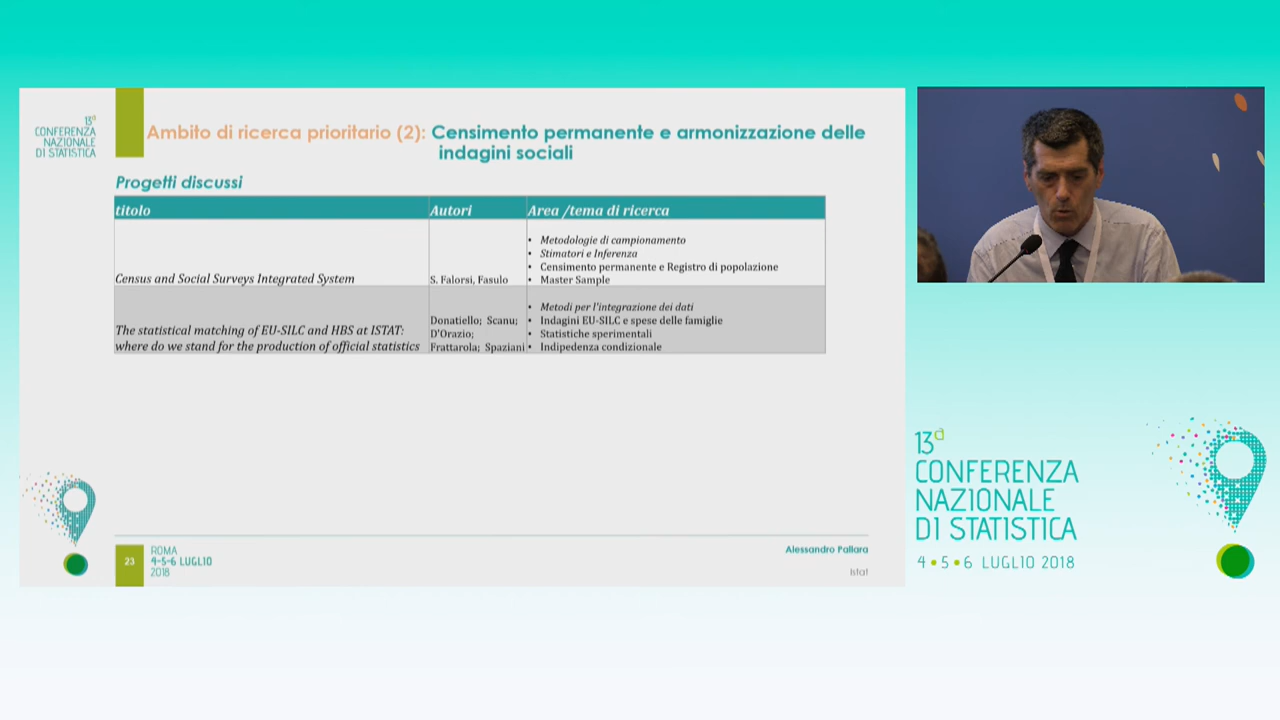 13a
CONFERENZA
NAZIONALE
DI STATISTICA
Ambito di ricerca prioritario (2): Censimento permanente e armonizzazione delle
indagini sociali
Progetti discussi
titolo Autori Area /tema di ricerca
Census and Social Surveys Integrated System
S. Falorsi, Fasulo
• Metodologie di campionamento
• Stimatori e Inferenza
• Censimento permanente e Registro di popolazione
• Master Sample
The statistical matching of EU-SILC and HBS at ISTAT:
where do we stand for the production of official statistics
Donatiello; Scanu;
D'Orazio;
Frattarola; Spaziani
• Metodi per l'integrazione dei dati
• Indagini EU-SILC e spese delle famiglie
• Statistiche sperimentali
• Indipedenza condizionale
23
ROMA
4-5-6 LUGLIO
2018
Alessandro Pallara
Istat
13a
CONFERENZA
NAZIONALE
DI STATISTICA
4•5•6 LUGLIO 2018